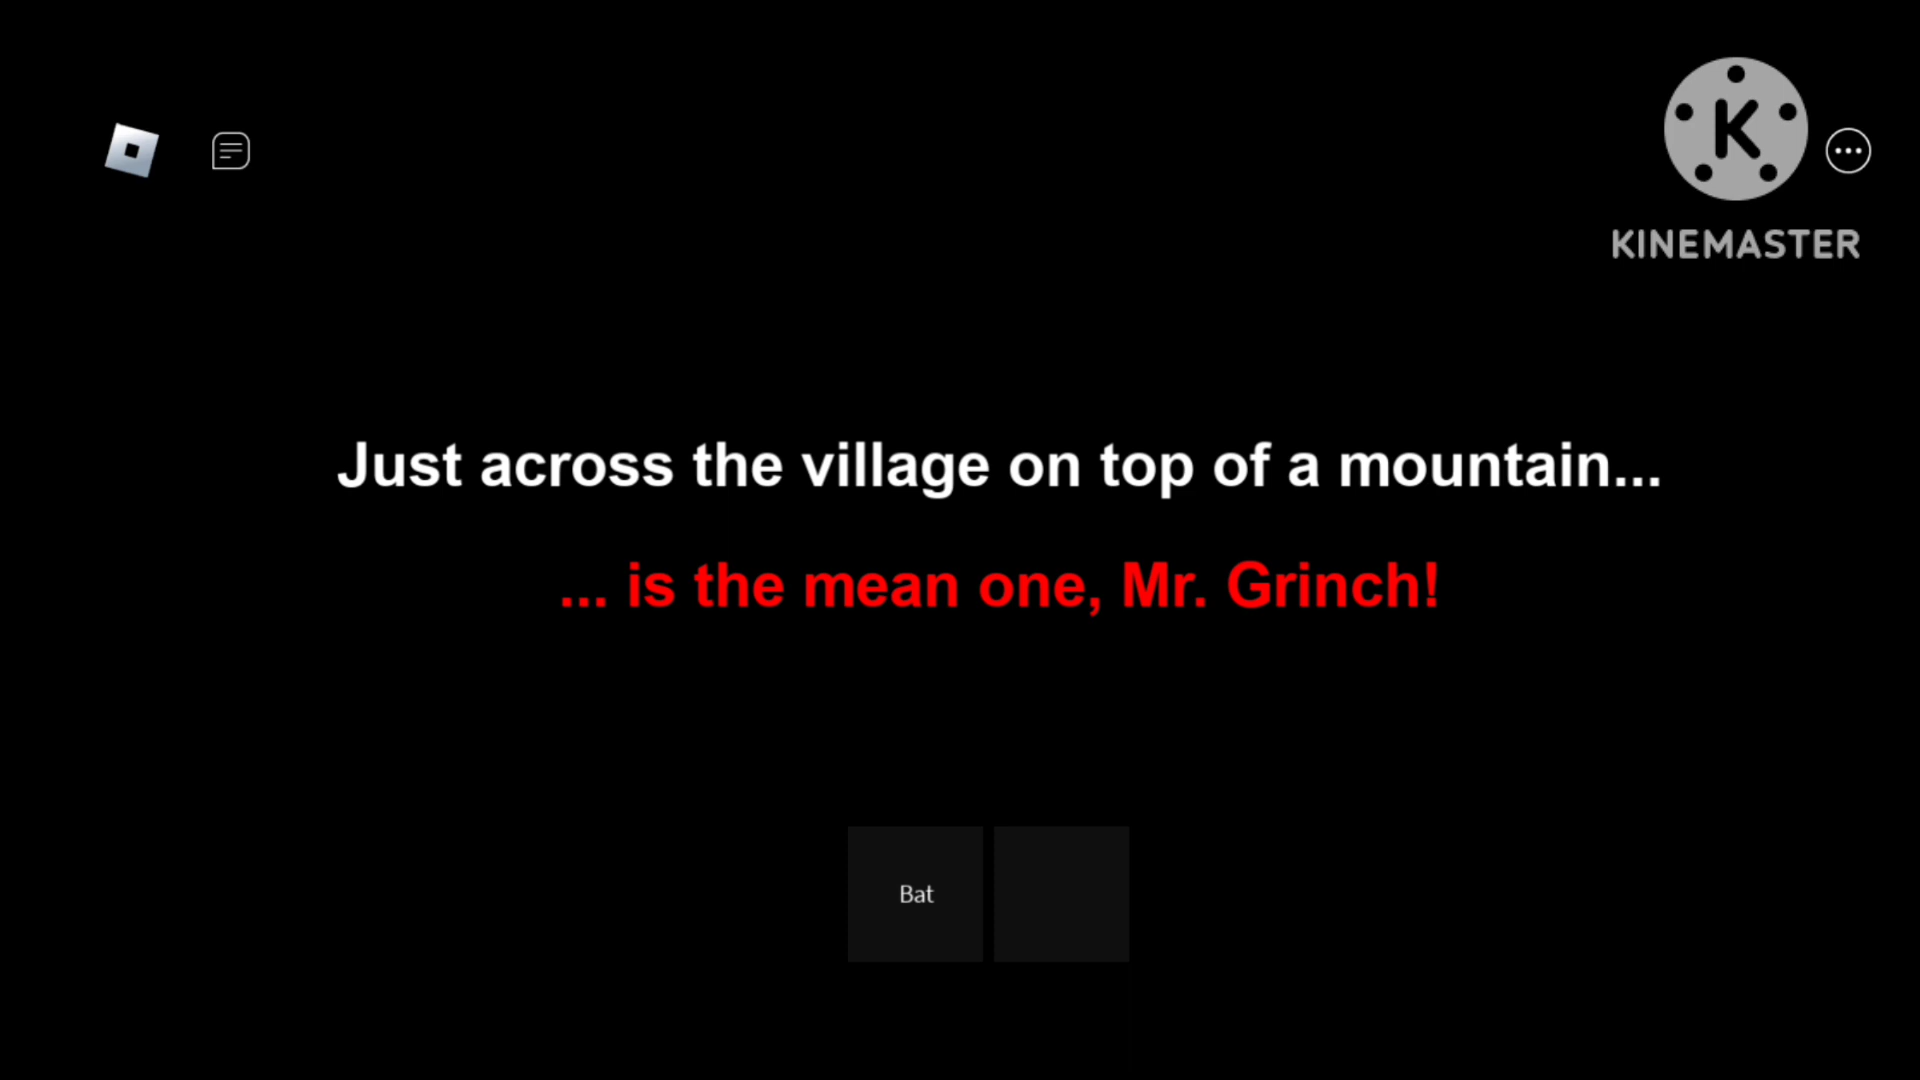 K
KINEMASTER
Just across the village on top of a mountain...
... is the mean one, Mr. Grinch!
Bat